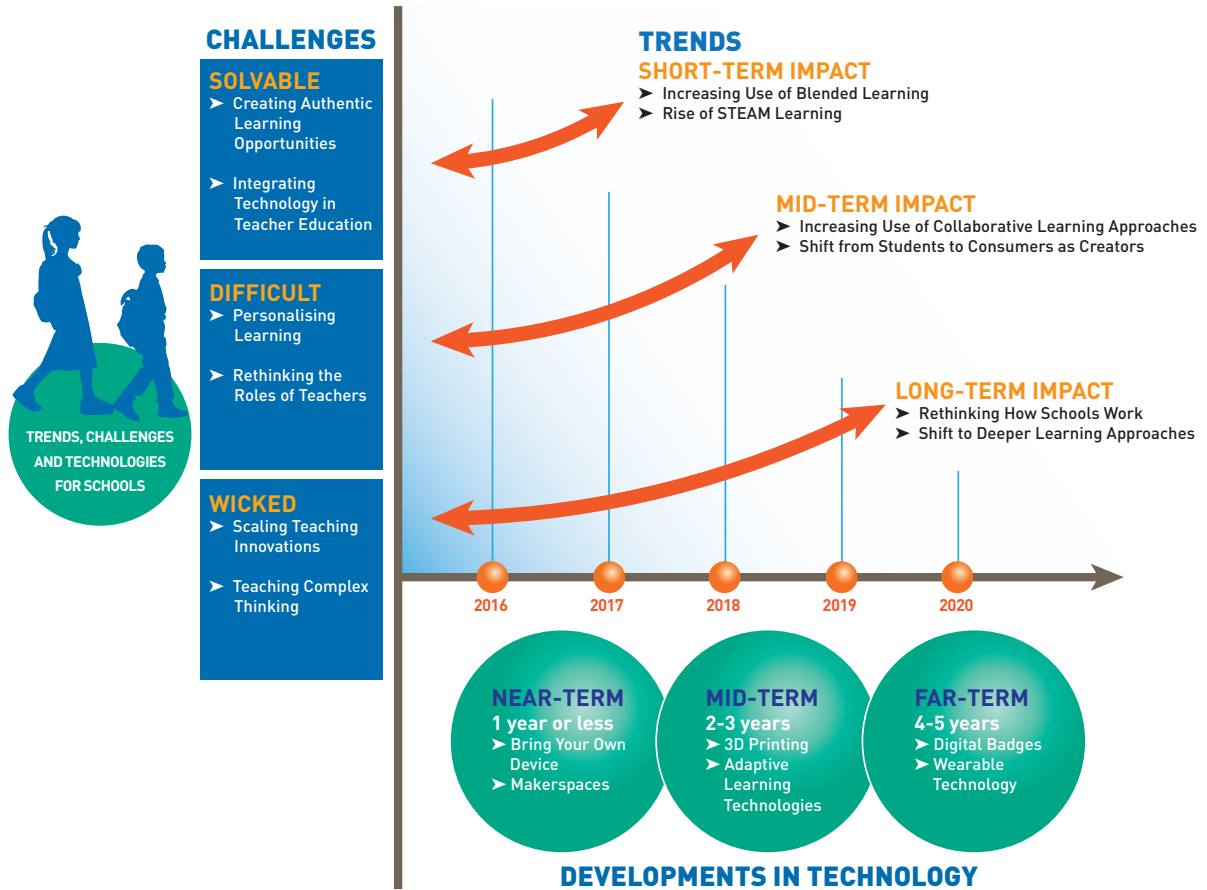 CHALLENGES
SOLVABLE
➤ Creating Authentic
Learning
Opportunities
➤ Integrating
Technology in
Teacher Education
DIFFICULT
➤ Personalising
Learning
➤ Rethinking the
Roles of Teachers
WICKED
➤ Scaling Teaching
Innovations
➤ Teaching Complex
Thinking
TRENDS, CHALLENGES
AND TECHNOLOGIES
FOR SCHOOLS
TRENDS
SHORT-TERM IMPACT
➤ Increasing Use of Blended Learning
➤ Rise of STEAM Learning
MID-TERM IMPACT
➤ Increasing Use of Collaborative Learning Approaches
➤ Shift from Students to Consumers as Creators
LONG-TERM IMPACT
➤ Rethinking How Schools Work
➤ Shift to Deeper Learning Approaches
2016 2017 2018 2019 2020
NEAR-TERM
1 year or less
➤ Bring Your Own
Device
➤ Makerspaces
MID-TERM
2-3 years
➤ 3D Printing
➤ Adaptive
Learning
Technologies
FAR-TERM
4-5 years
➤ Digital Badges
➤ Wearable
Technology
DEVELOPMENTS IN TECHNOLOGY